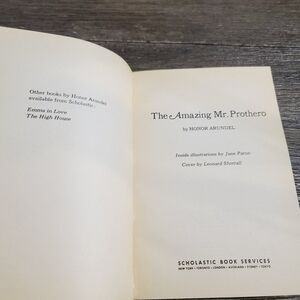 Other books by Honor Arundel
available from Scholastic:
Emma in Love
The High House
The Amazing Mr. Prothero
by HONOR ARUNDEL
Inside illustrations by Jane Paton
Cover by Leonard Shortall
SCHOLASTIC BOOK SERVICES
NEW YORK • TORONTO • LONDON • AUCKLAND • SYDNEY • TOKYO